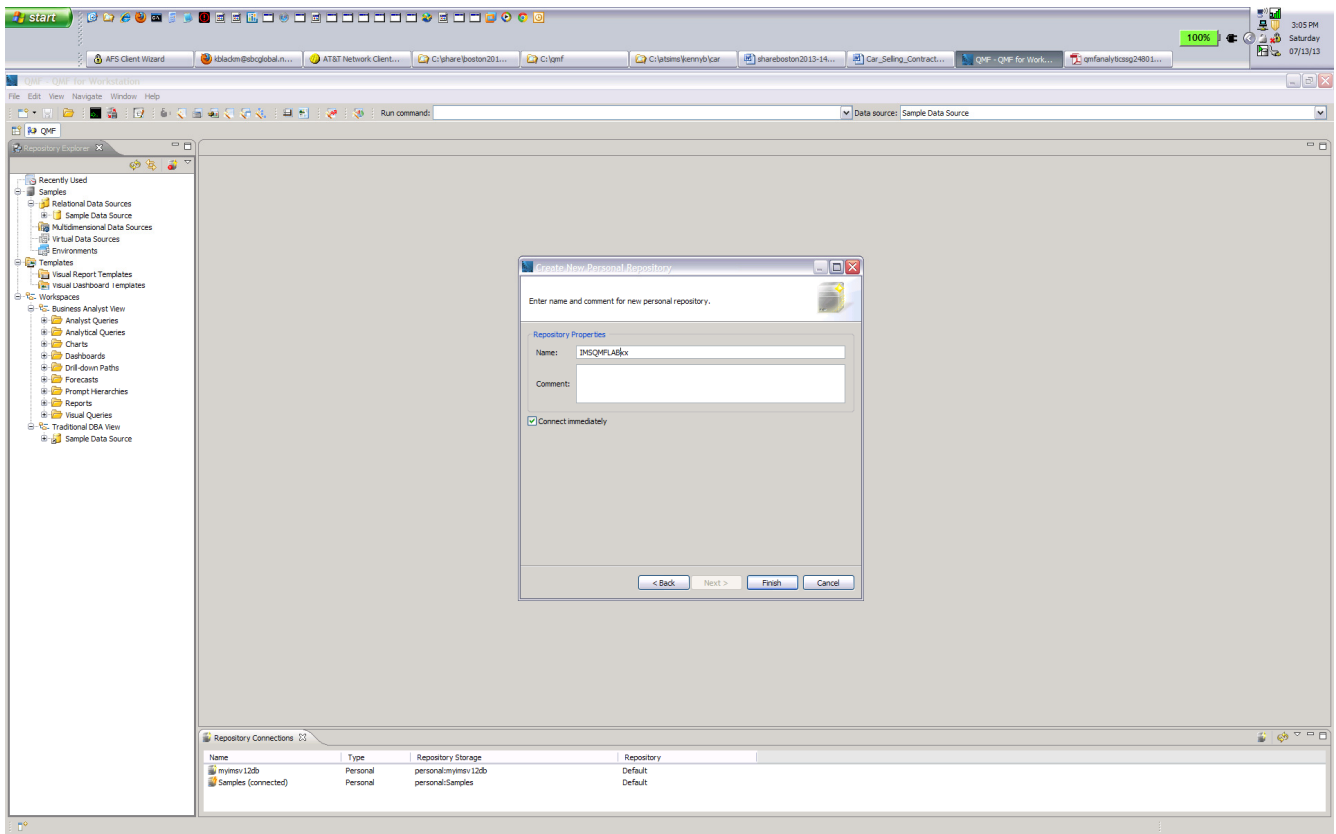 start
3:05 PM
100%
Saturday
07/13/13
AFS Client Wizard
kblackm@sbcglobal.n...
AT&T Network Client...
C:\share\boston201...
C:\qmf
C:\atsims\kennyb\car
shareboston2013-14...
Car_Selling_Contract...
QMF - QMF for Work...
qmfanalyticssg24801...
QMF - QMF for Workstation
File Edit View Navigate Window Help
Run command:
Data source: Sample Data Source
QMF
Repository Explorer
Recently Used
Samples
Relational Data Sources
Sample Data Source
Multidimensional Data Sources
Virtual Data Sources
Environments
Templates
Visual Report Templates
Visual Dashboard Templates
Workspaces
Business Analyst View
Analyst Queries
Analytical Queries
Charts
Dashboards
Drill-down Paths
Forecasts
Prompt Hierarchies
Reports
Visual Queries
Traditional DBA View
Sample Data Source
Create New Personal Repository
Enter name and comment for new personal repository.
Repository Properties
Name: IMSQMFLABxx
Comment:
Connect immediately
< Back Next > Finish Cancel
Repository Connections
Name Type Repository Storage Repository
myimsv12db Personal personal:myimsv12db Default
Samples (connected) Personal personal:Samples Default